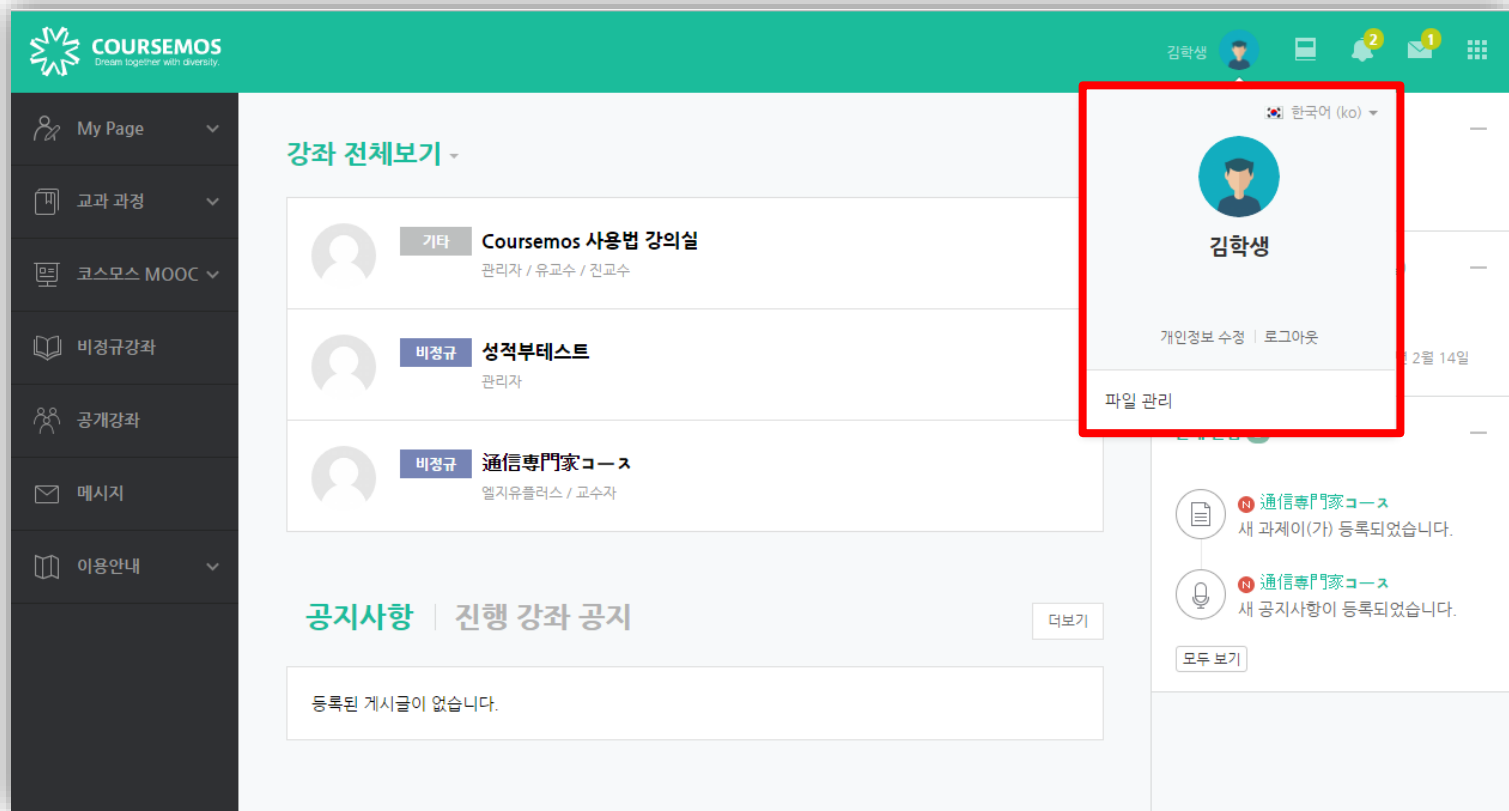 COURSEMOS
Dream together with diversity.
김학생
2
1
My Page
교과 과정
코스모스 MOOC
비정규강좌
공개강좌
메시지
이용안내
강좌 전체보기
기타 Coursemos 사용법 강의실
관리자 / 유교수 / 진교수
비정규 성적부테스트
관리자
비정규 通信専門家コース
엘지유플러스 / 교수자
공지사항 진행 강좌 공지
더보기
등록된 게시글이 없습니다.
한국어 (ko)
김학생
개인정보 수정 로그아웃
파일 관리
2월 14일
N 通信専門家コース
새 과제이(가) 등록되었습니다.
N 通信専門家コース
새 공지사항이 등록되었습니다.
모두 보기